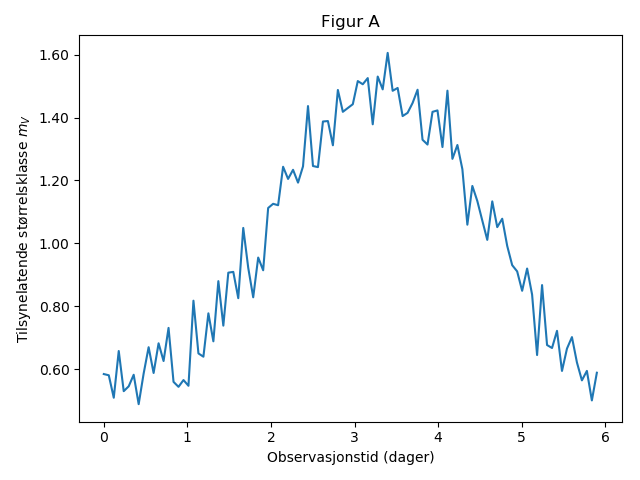 Figur A
Tilsynelatende størrelsesklasse m_V
1.60
1.40
1.20
1.00
0.80
0.60
0 1 2 3 4 5 6
Observasjonstid (dager)